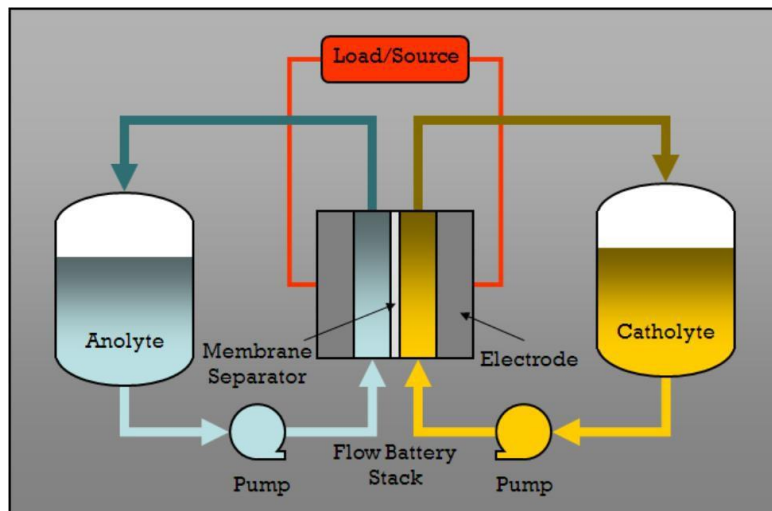 Load/Source
Anolyte
Membrane
Separator
Electrode
Catholyte
Pump
Flow Battery
Stack
Pump